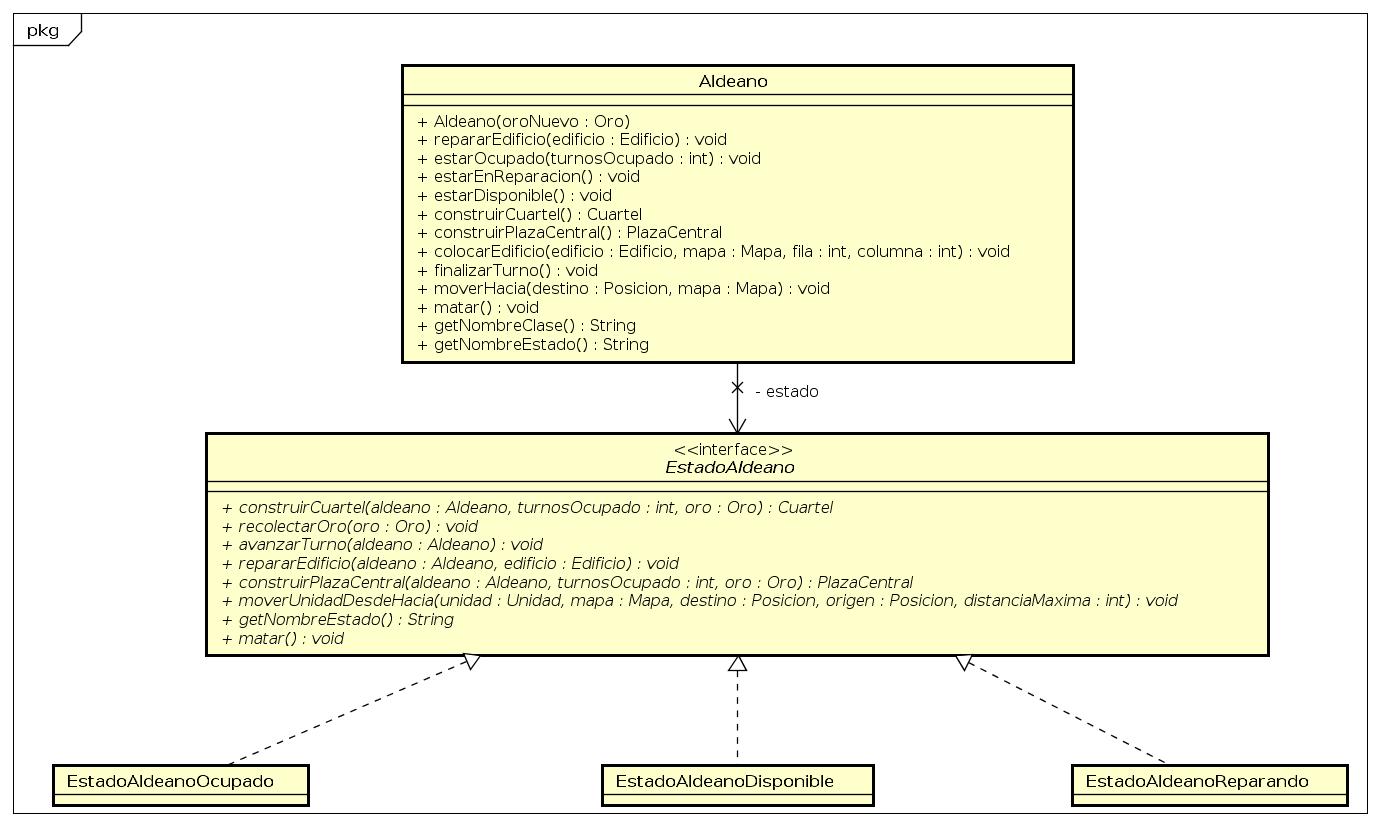 pkg
Aldeano
+ Aldeano(oroNuevo : Oro)
+ repararEdificio(edificio : Edificio) : void
+ estarOcupado(turnosOcupado : int) : void
+ estarEnReparacion() : void
+ estarDisponible() : void
+ construirCuartel() : Cuartel
+ construirPlazaCentral() : PlazaCentral
+ colocarEdificio(edificio : Edificio, mapa : Mapa, fila : int, columna : int) : void
+ finalizarTurno() : void
+ moverHacia(destino : Posicion, mapa : Mapa) : void
+ matar() : void
+ getNombreClase() : String
+ getNombreEstado() : String
- estado
<<interface>>
EstadoAldeano
+ construirCuartel(aldeano : Aldeano, turnosOcupado : int, oro : Oro) : Cuartel
+ recolectarOro(oro : Oro) : void
+ avanzarTurno(aldeano : Aldeano) : void
+ repararEdificio(aldeano : Aldeano, edificio : Edificio) : void
+ construirPlazaCentral(aldeano : Aldeano, turnosOcupado : int, oro : Oro) : PlazaCentral
+ moverUnidadDesdeHacia(unidad : Unidad, mapa : Mapa, destino : Posicion, origen : Posicion, distanciaMaxima : int) : void
+ getNombreEstado() : String
+ matar() : void
EstadoAldeanoOcupado
EstadoAldeanoDisponible
EstadoAldeanoReparando